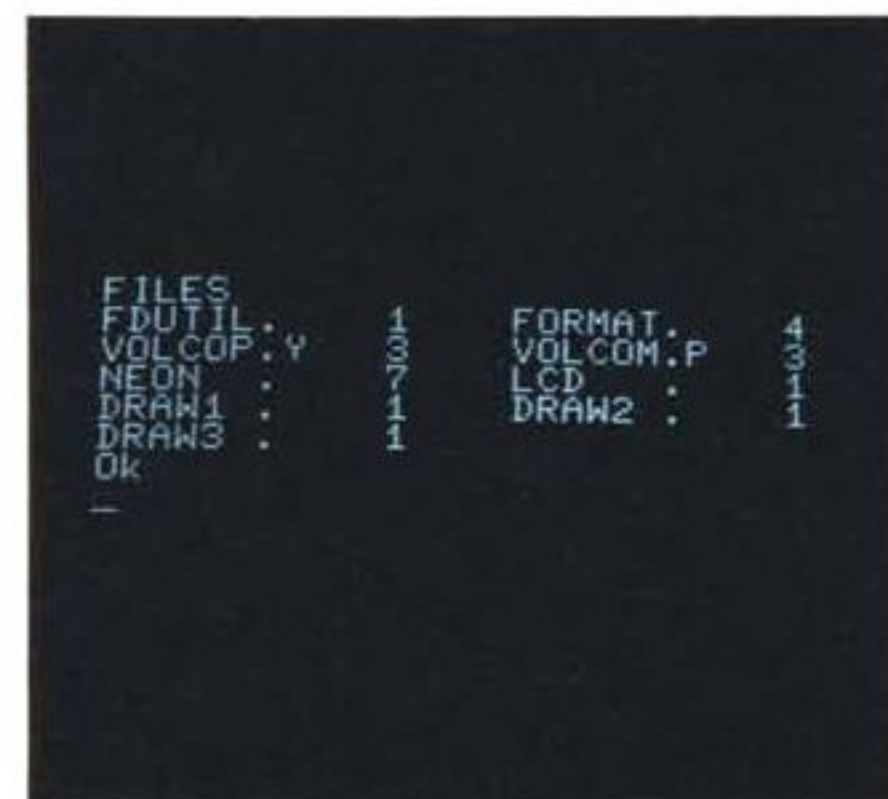 FILES
FDUTIL. 1 FORMAT. 4
VOLCOP.Y 3 VOLCOM.P 3
NEON . 7 LCD . 1
DRAW1 . 1 DRAW2 . 1
DRAW3 . 1
Ok
_